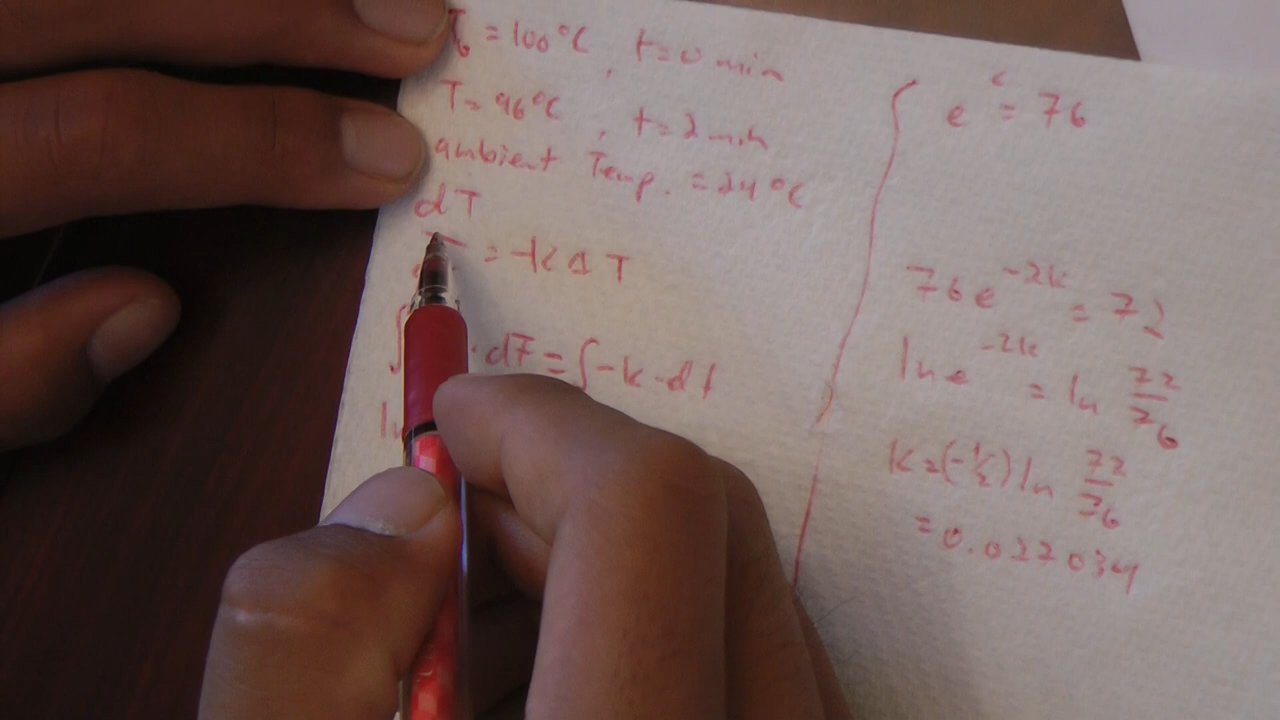 T₀ = 100°C, t=0 min
T= 96°C, t=2 min
ambient Temp. = 24°C
dT
= -kΔT
∫ · dT = ∫ -k · dt
ln
e^c = 76
76e^-2k = 72
ln e^-2k = ln 72/76
k = (-1/2) ln 72/76
= 0.027034